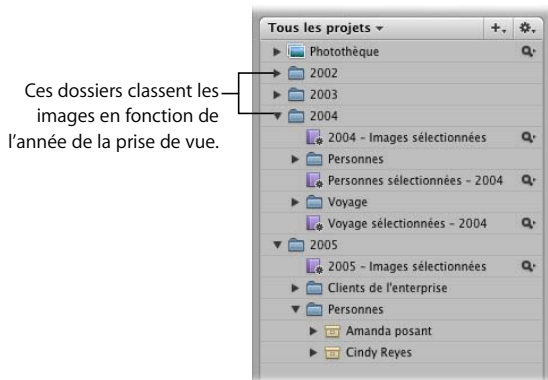 Ces dossiers classent les
images en fonction de
l'année de la prise de vue.
Tous les projets
Photothèque
2002
2003
2004
2004 – Images sélectionnées
Personnes
Personnes sélectionnées – 2004
Voyage
Voyage sélectionnées – 2004
2005
2005 – Images sélectionnées
Clients de l'enterprise
Personnes
Amanda posant
Cindy Reyes